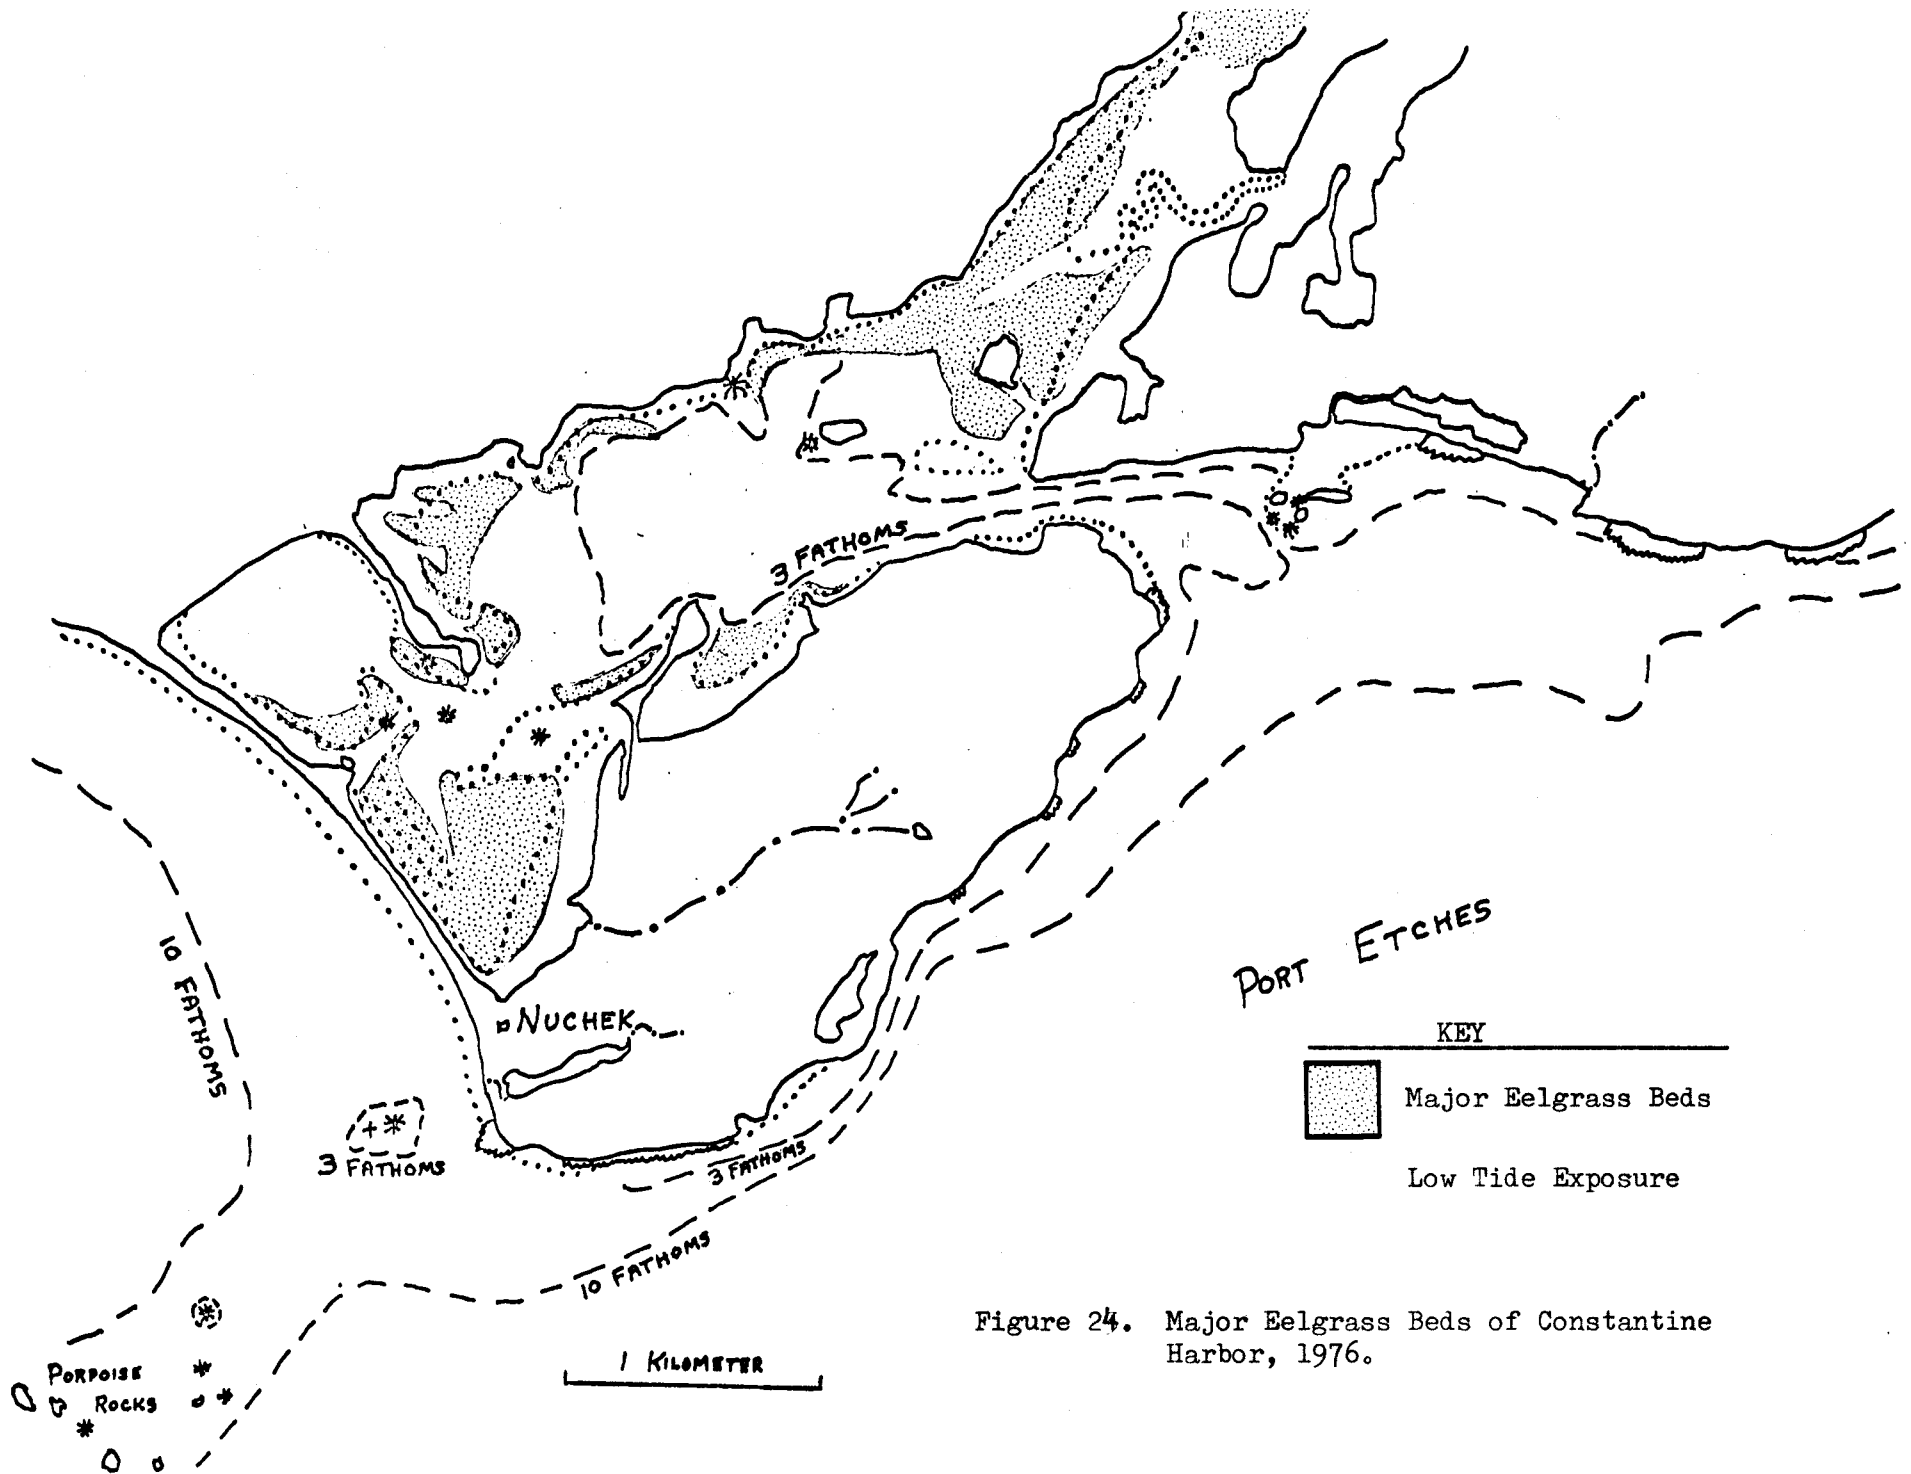 3 FATHOMS
10 FATHOMS
PORT ETCHES
NUCHEK
KEY
Major Eelgrass Beds
Low Tide Exposure
3 FATHOMS
3 FATHOMS
10 FATHOMS
Figure 24. Major Eelgrass Beds of Constantine
Harbor, 1976.
1 KILOMETER
PORPOISE
ROCKS